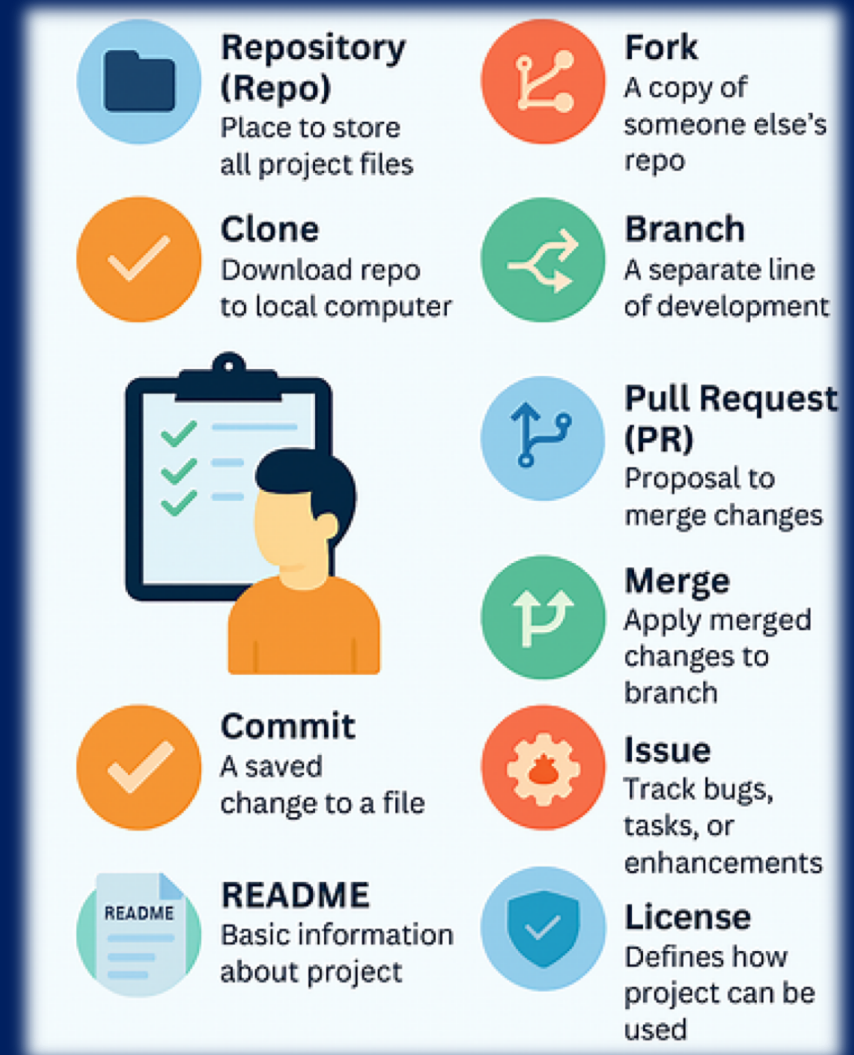 Repository
(Repo)
Place to store
all project files
Clone
Download repo
to local computer
Commit
A saved
change to a file
README
README
Basic information
about project
Fork
A copy of
someone else's
repo
Branch
A separate line
of development
Pull Request
(PR)
Proposal to
merge changes
Merge
Apply merged
changes to
branch
Issue
Track bugs,
tasks, or
enhancements
License
Defines how
project can be
used